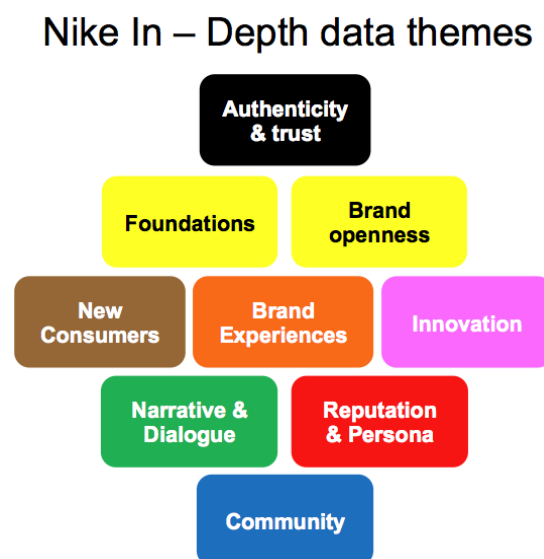 Nike In – Depth data themes
Authenticity
& trust
Foundations
Brand
openness
New
Consumers
Brand
Experiences
Innovation
Narrative &
Dialogue
Reputation
& Persona
Community